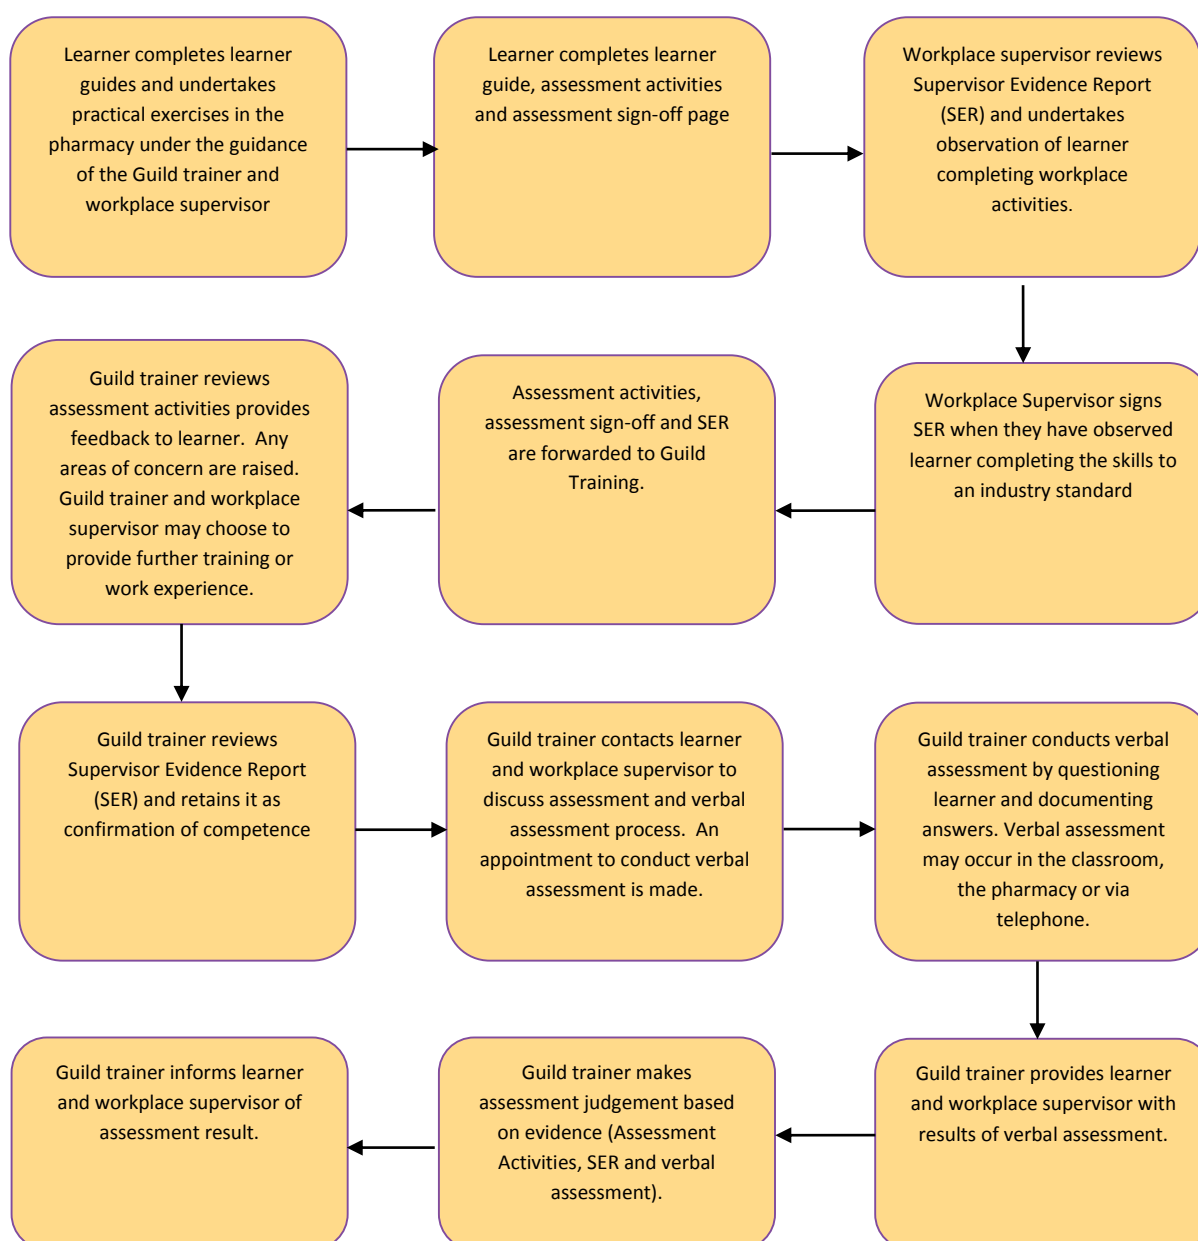 Learner completes learner
guides and undertakes
practical exercises in the
pharmacy under the guidance
of the Guild trainer and
workplace supervisor
Learner completes learner
guide, assessment activities
and assessment sign-off page
Workplace supervisor reviews
Supervisor Evidence Report
(SER) and undertakes
observation of learner
completing workplace
activities.
Workplace Supervisor signs
SER when they have observed
learner completing the skills to
an industry standard
Assessment activities,
assessment sign-off and SER
are forwarded to Guild
Training.
Guild trainer reviews
assessment activities provides
feedback to learner.  Any
areas of concern are raised.
Guild trainer and workplace
supervisor may choose to
provide further training or
work experience.
Guild trainer reviews
Supervisor Evidence Report
(SER) and retains it as
confirmation of competence
Guild trainer contacts learner
and workplace supervisor to
discuss assessment and verbal
assessment process.  An
appointment to conduct verbal
assessment is made.
Guild trainer conducts verbal
assessment by questioning
learner and documenting
answers. Verbal assessment
may occur in the classroom,
the pharmacy or via
telephone.
Guild trainer provides learner
and workplace supervisor with
results of verbal assessment.
Guild trainer makes
assessment judgement based
on evidence (Assessment
Activities, SER and verbal
assessment).
Guild trainer informs learner
and workplace supervisor of
assessment result.